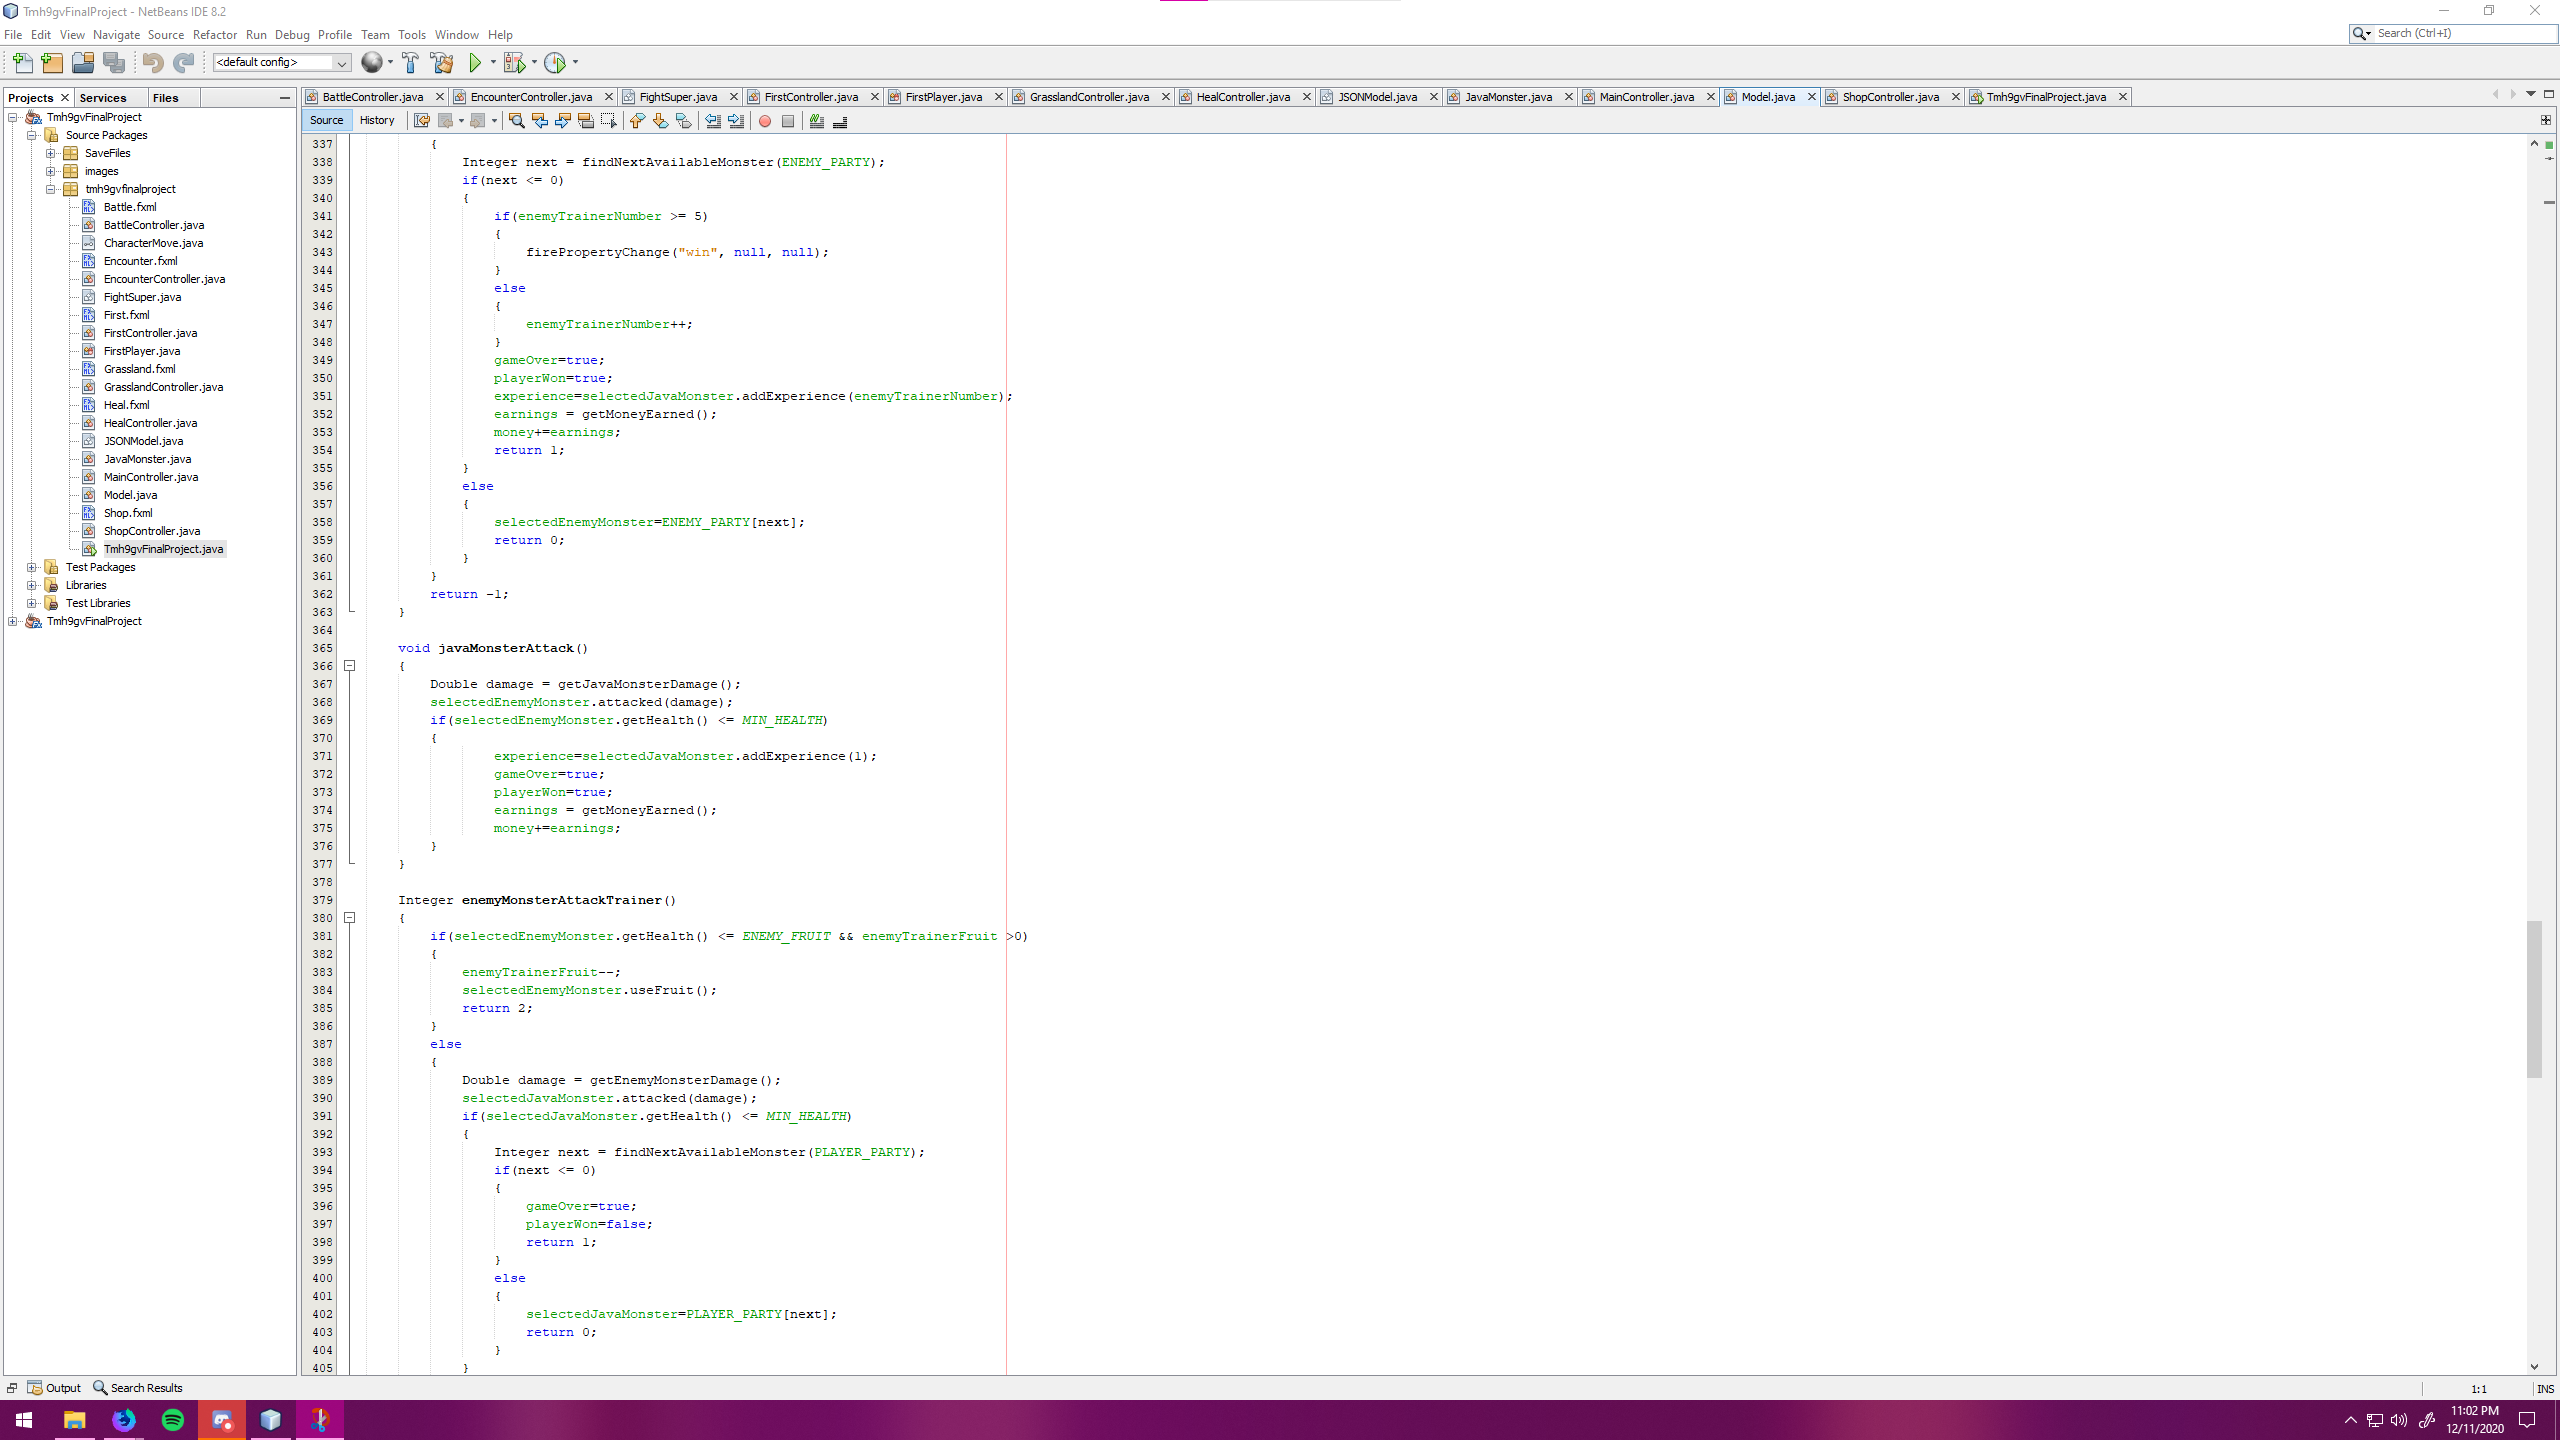 Tmh9gvFinalProject - NetBeans IDE 8.2
File Edit View Navigate Source Refactor Run Debug Profile Team Tools Window Help
Search (Ctrl+I)
<default config>
Projects Services Files
BattleController.java EncounterController.java FightSuper.java FirstController.java FirstPlayer.java GrasslandController.java HealController.java JSONModel.java JavaMonster.java MainController.java Model.java ShopController.java Tmh9gvFinalProject.java
Source History
Tmh9gvFinalProject
Source Packages
SaveFiles
images
tmh9gvfinalproject
Battle.fxml
BattleController.java
CharacterMove.java
Encounter.fxml
EncounterController.java
FightSuper.java
First.fxml
FirstController.java
FirstPlayer.java
Grassland.fxml
GrasslandController.java
Heal.fxml
HealController.java
JSONModel.java
JavaMonster.java
MainController.java
Model.java
Shop.fxml
ShopController.java
Tmh9gvFinalProject.java
Test Packages
Libraries
Test Libraries
Tmh9gvFinalProject
337 {
338 Integer next = findNextAvailableMonster(ENEMY_PARTY);
339 if(next <= 0)
340 {
341 if(enemyTrainerNumber >= 5)
342 {
343 firePropertyChange("win", null, null);
344 }
345 else
346 {
347 enemyTrainerNumber++;
348 }
349 gameOver=true;
350 playerWon=true;
351 experience=selectedJavaMonster.addExperience(enemyTrainerNumber);
352 earnings = getMoneyEarned();
353 money+=earnings;
354 return 1;
355 }
356 else
357 {
358 selectedEnemyMonster=ENEMY_PARTY[next];
359 return 0;
360 }
361 }
362 return -1;
363 }
364
365 void javaMonsterAttack()
366 {
367 Double damage = getJavaMonsterDamage();
368 selectedEnemyMonster.attacked(damage);
369 if(selectedEnemyMonster.getHealth() <= MIN_HEALTH)
370 {
371 experience=selectedJavaMonster.addExperience(1);
372 gameOver=true;
373 playerWon=true;
374 earnings = getMoneyEarned();
375 money+=earnings;
376 }
377 }
378
379 Integer enemyMonsterAttackTrainer()
380 {
381 if(selectedEnemyMonster.getHealth() <= ENEMY_FRUIT && enemyTrainerFruit >0)
382 {
383 enemyTrainerFruit--;
384 selectedEnemyMonster.useFruit();
385 return 2;
386 }
387 else
388 {
389 Double damage = getEnemyMonsterDamage();
390 selectedJavaMonster.attacked(damage);
391 if(selectedJavaMonster.getHealth() <= MIN_HEALTH)
392 {
393 Integer next = findNextAvailableMonster(PLAYER_PARTY);
394 if(next <= 0)
395 {
396 gameOver=true;
397 playerWon=false;
398 return 1;
399 }
400 else
401 {
402 selectedJavaMonster=PLAYER_PARTY[next];
403 return 0;
404 }
405 }
Output Search Results
1:1 INS
11:02 PM
12/11/2020